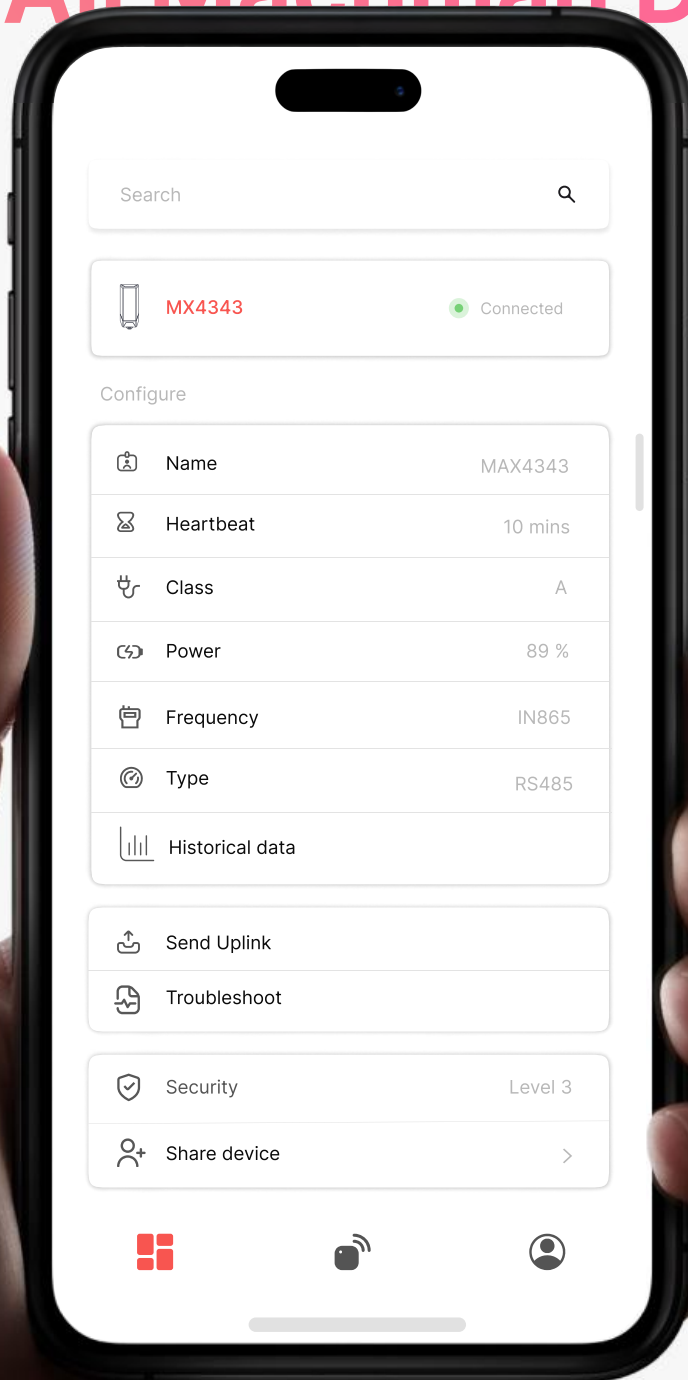 Search
MX4343
Connected
Configure
Name
MAX4343
Heartbeat
10 mins
Class
A
Power
89 %
Frequency
IN865
Type
RS485
Historical data
Send Uplink
Troubleshoot
Security
Level 3
Share device